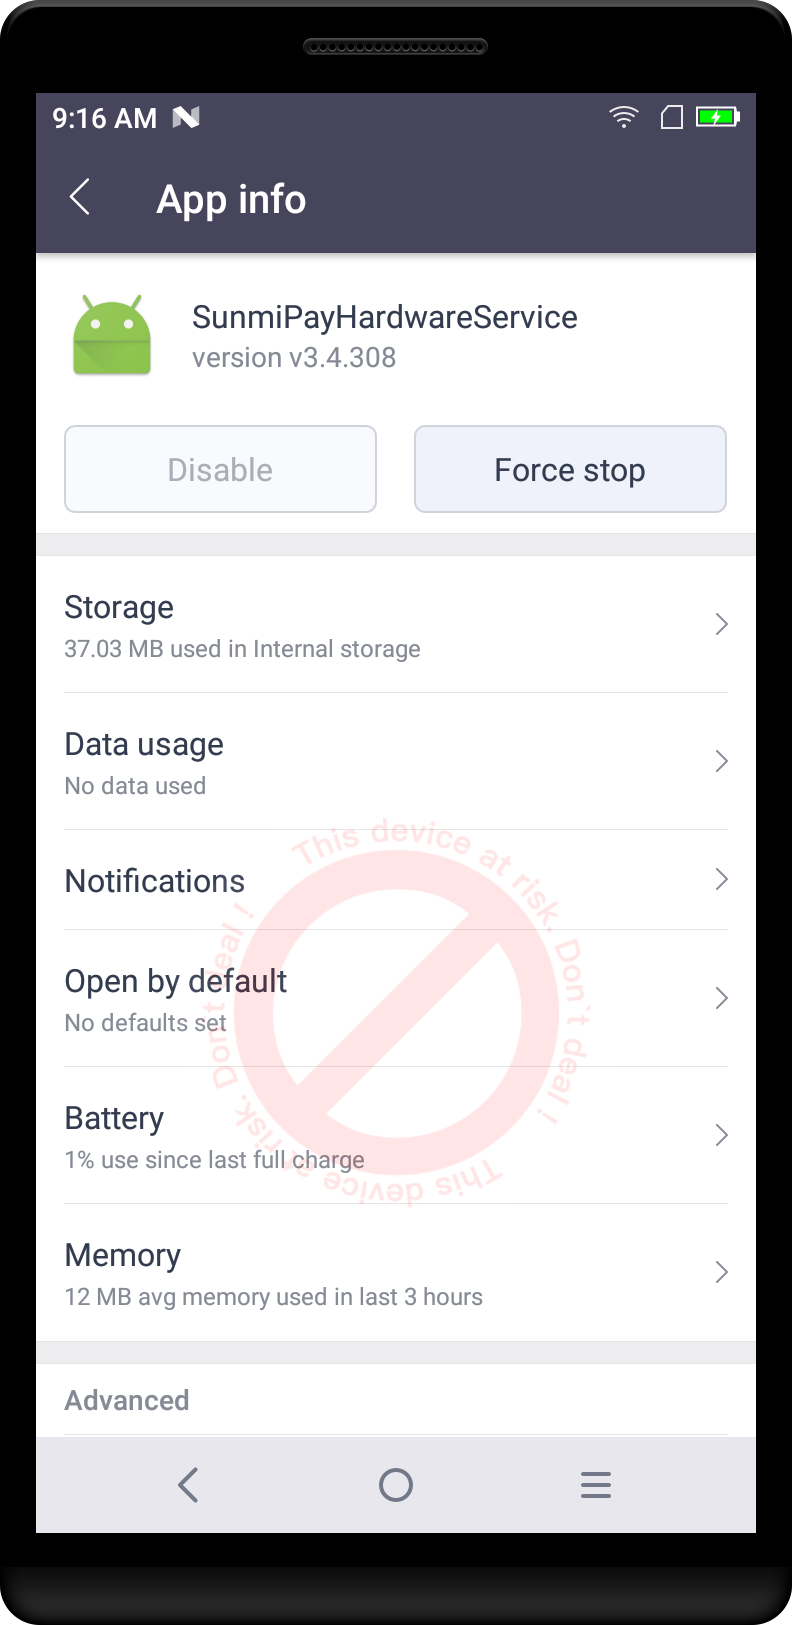 9:16 AM
App info
SunmiPayHardwareService
version v3.4.308
Disable
Force stop
Storage
37.03 MB used in Internal storage
Data usage
No data used
Notifications
Open by default
No defaults set
Battery
1% use since last full charge
Memory
12 MB avg memory used in last 3 hours
Advanced
This device at risk. Don`t deal !
This device at risk. Don`t deal !